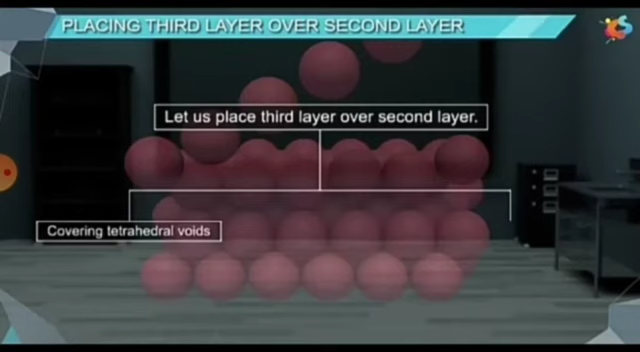 PLACING THIRD LAYER OVER SECOND LAYER
Let us place third layer over second layer.
Covering tetrahedral voids